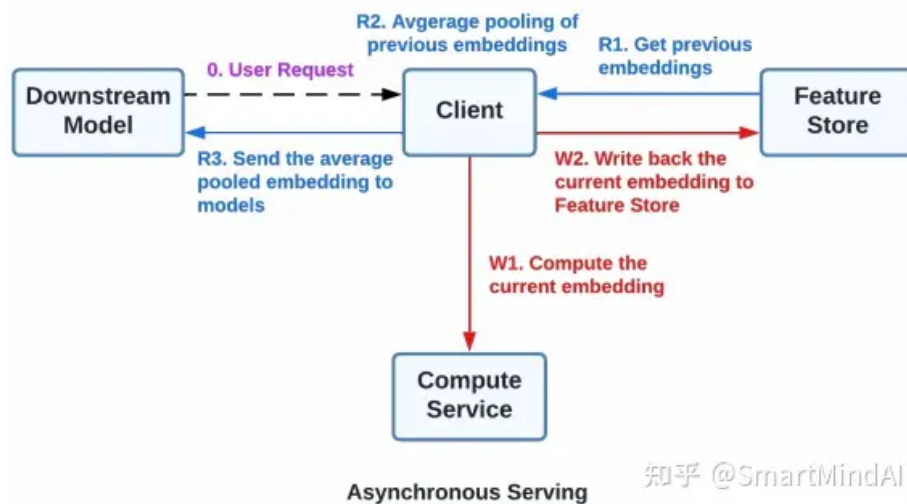 R2. Avgerage pooling of
previous embeddings
0. User Request
R1. Get previous
embeddings
Downstream
Model
Client
Feature
Store
R3. Send the average
pooled embedding to
models
W2. Write back the
current embedding to
Feature Store
W1. Compute the
current embedding
Compute
Service
Asynchronous Serving
知乎 @SmartMindAI